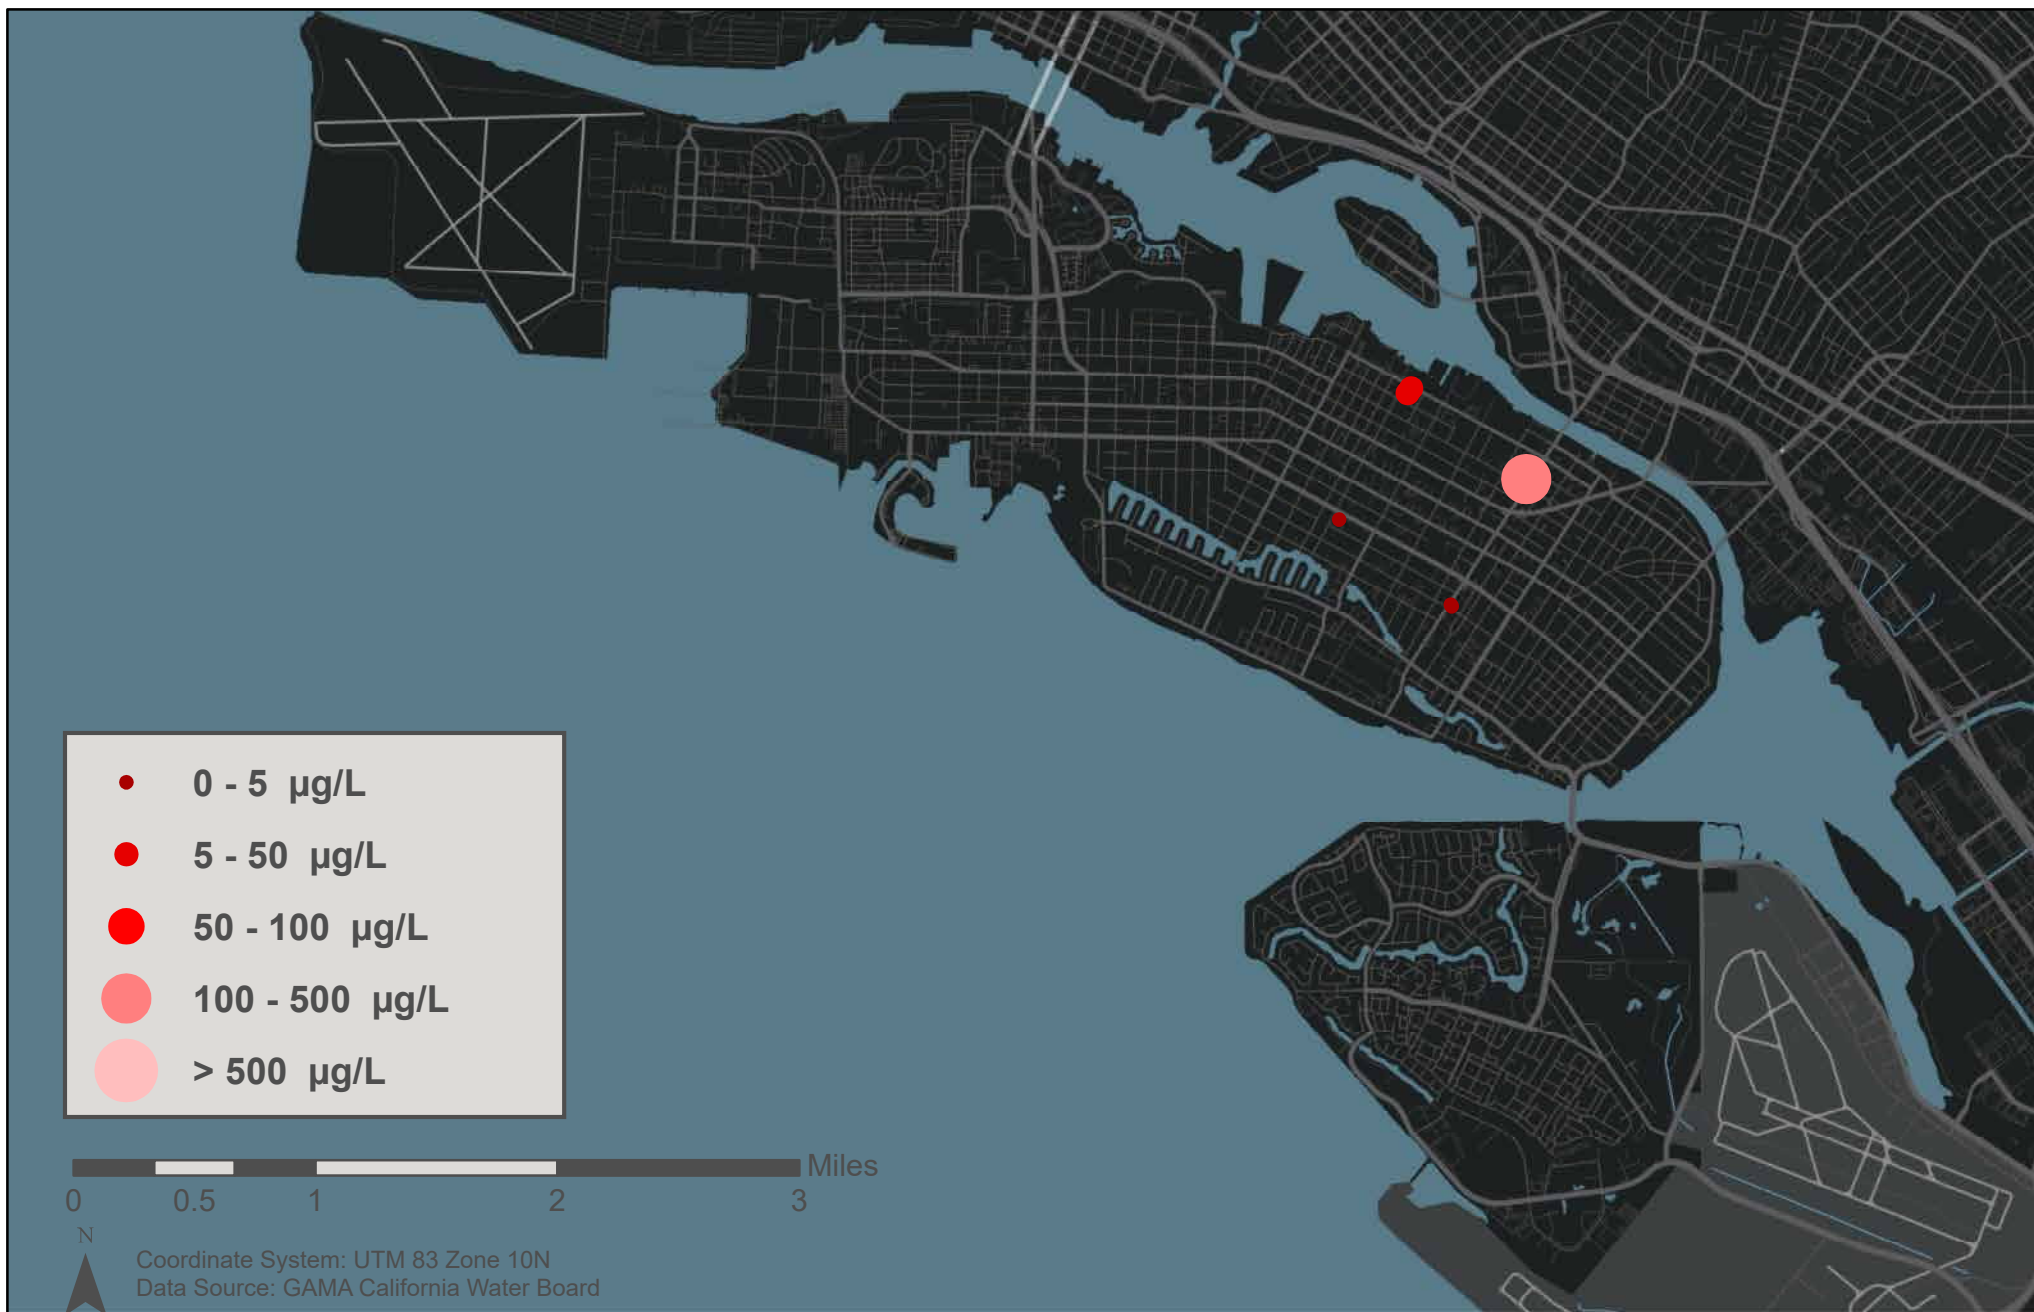 0 - 5 µg/L
5 - 50 µg/L
50 - 100 µg/L
100 - 500 µg/L
> 500 µg/L
Miles
0 0.5 1 2 3
N
Coordinate System: UTM 83 Zone 10N
Data Source: GAMA California Water Board